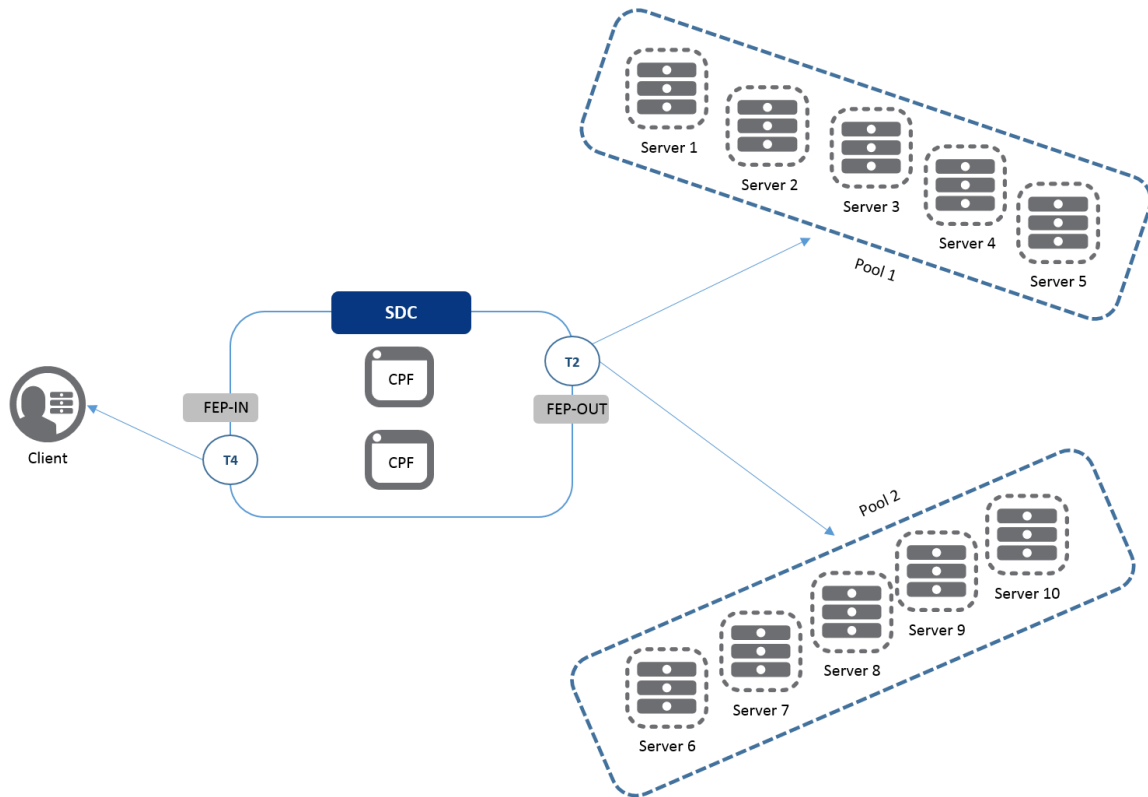 Server 1
Server 2
Server 3
Server 4
Server 5
Pool 1
SDC
CPF
T2
FEP-IN
FEP-OUT
Client
T4
CPF
Pool 2
Server 10
Server 9
Server 8
Server 7
Server 6